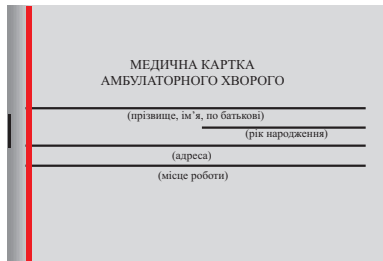 МЕДИЧНА КАРТКА
АМБУЛАТОРНОГО ХВОРОГО
(прізвище, ім’я, по батькові)
(рік народження)
(адреса)
(місце роботи)